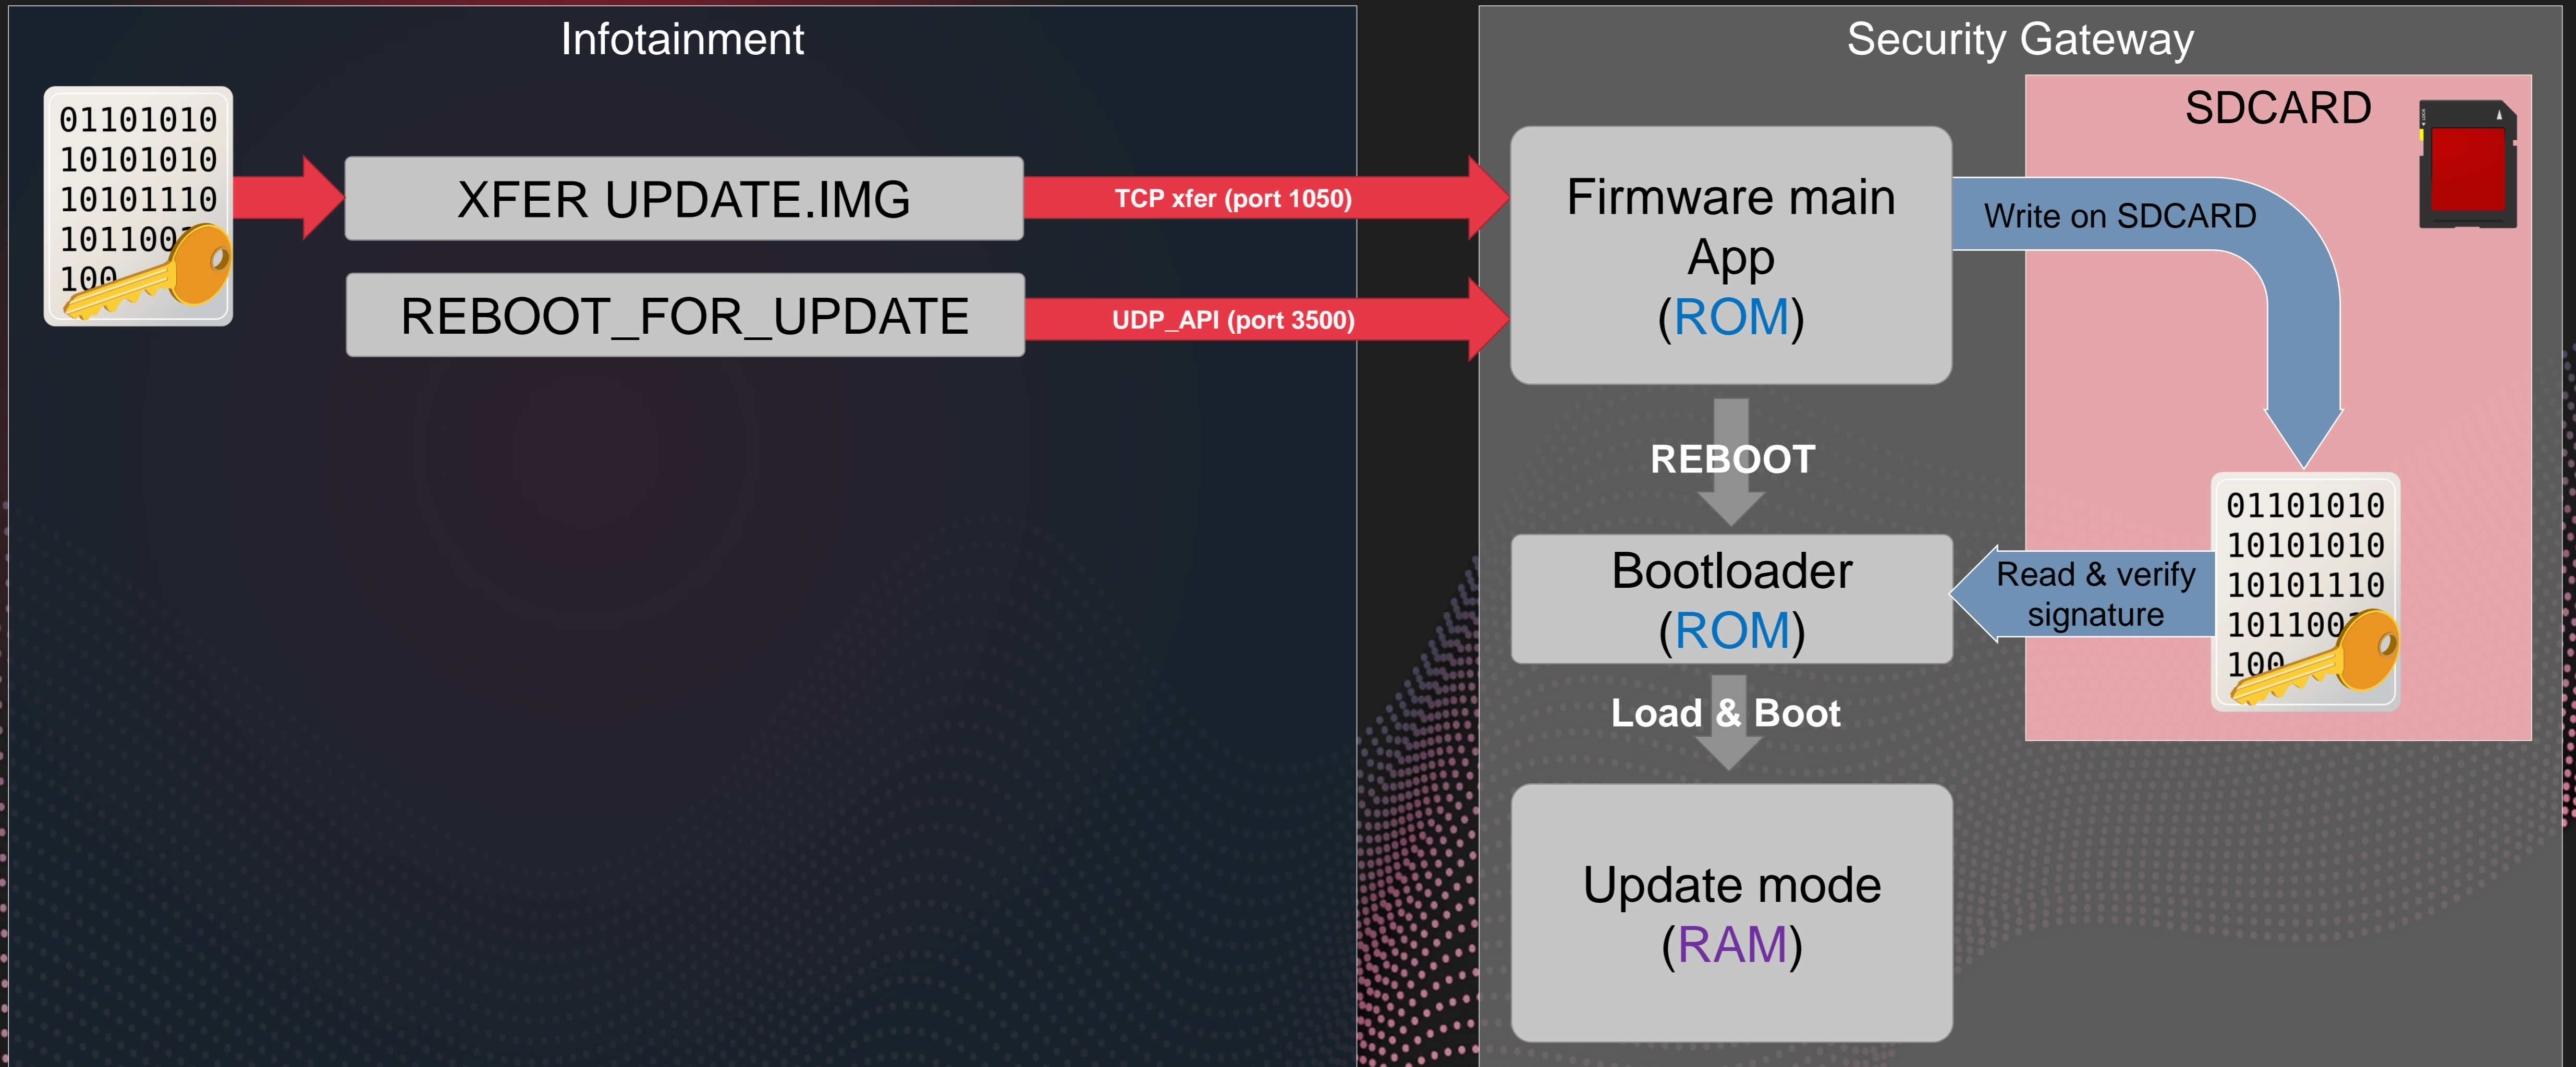 Infotainment
01101010
10101010
10101110
101100
100
XFER UPDATE.IMG
TCP xfer (port 1050)
REBOOT_FOR_UPDATE
UDP_API (port 3500)
Security Gateway
Firmware main
App
(ROM)
Write on SDCARD
SDCARD
REBOOT
Bootloader
(ROM)
Read & verify
signature
01101010
10101010
10101110
101100
100
Load & Boot
Update mode
(RAM)